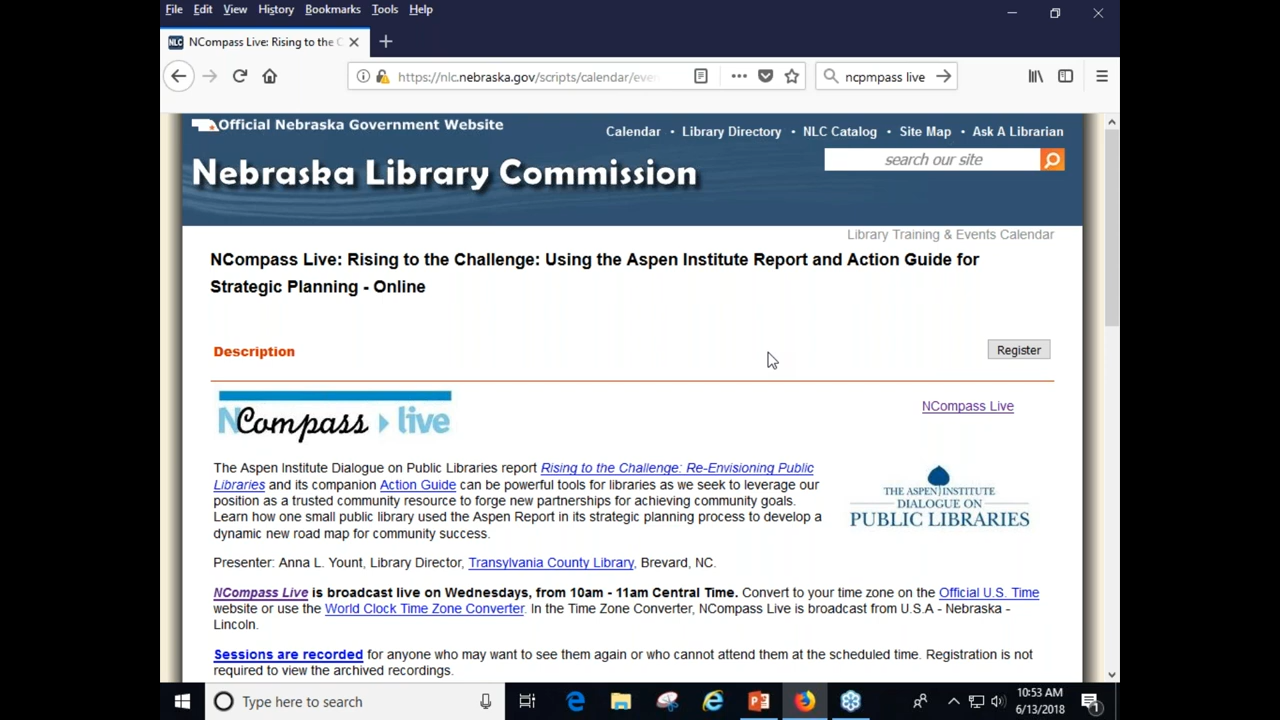 File Edit View History Bookmarks Tools Help
NLC NCompass Live: Rising to the C
https://nlc.nebraska.gov/scripts/calendar/even
ncpmpass live
Official Nebraska Government Website
Calendar • Library Directory • NLC Catalog • Site Map • Ask A Librarian
Nebraska Library Commission
search our site
Library Training & Events Calendar
NCompass Live: Rising to the Challenge: Using the Aspen Institute Report and Action Guide for
Strategic Planning - Online
Description
Register
NCompass live
NCompass Live
The Aspen Institute Dialogue on Public Libraries report Rising to the Challenge: Re-Envisioning Public
Libraries and its companion Action Guide can be powerful tools for libraries as we seek to leverage our
position as a trusted community resource to forge new partnerships for achieving community goals.
Learn how one small public library used the Aspen Report in its strategic planning process to develop a
dynamic new road map for community success.
THE ASPEN INSTITUTE
DIALOGUE ON
PUBLIC LIBRARIES
Presenter: Anna L. Yount, Library Director, Transylvania County Library, Brevard, NC.
NCompass Live is broadcast live on Wednesdays, from 10am - 11am Central Time. Convert to your time zone on the Official U.S. Time
website or use the World Clock Time Zone Converter. In the Time Zone Converter, NCompass Live is broadcast from U.S.A - Nebraska -
Lincoln.
Sessions are recorded for anyone who may want to see them again or who cannot attend them at the scheduled time. Registration is not
required to view the archived recordings.
Type here to search
10:53 AM
6/13/2018
1